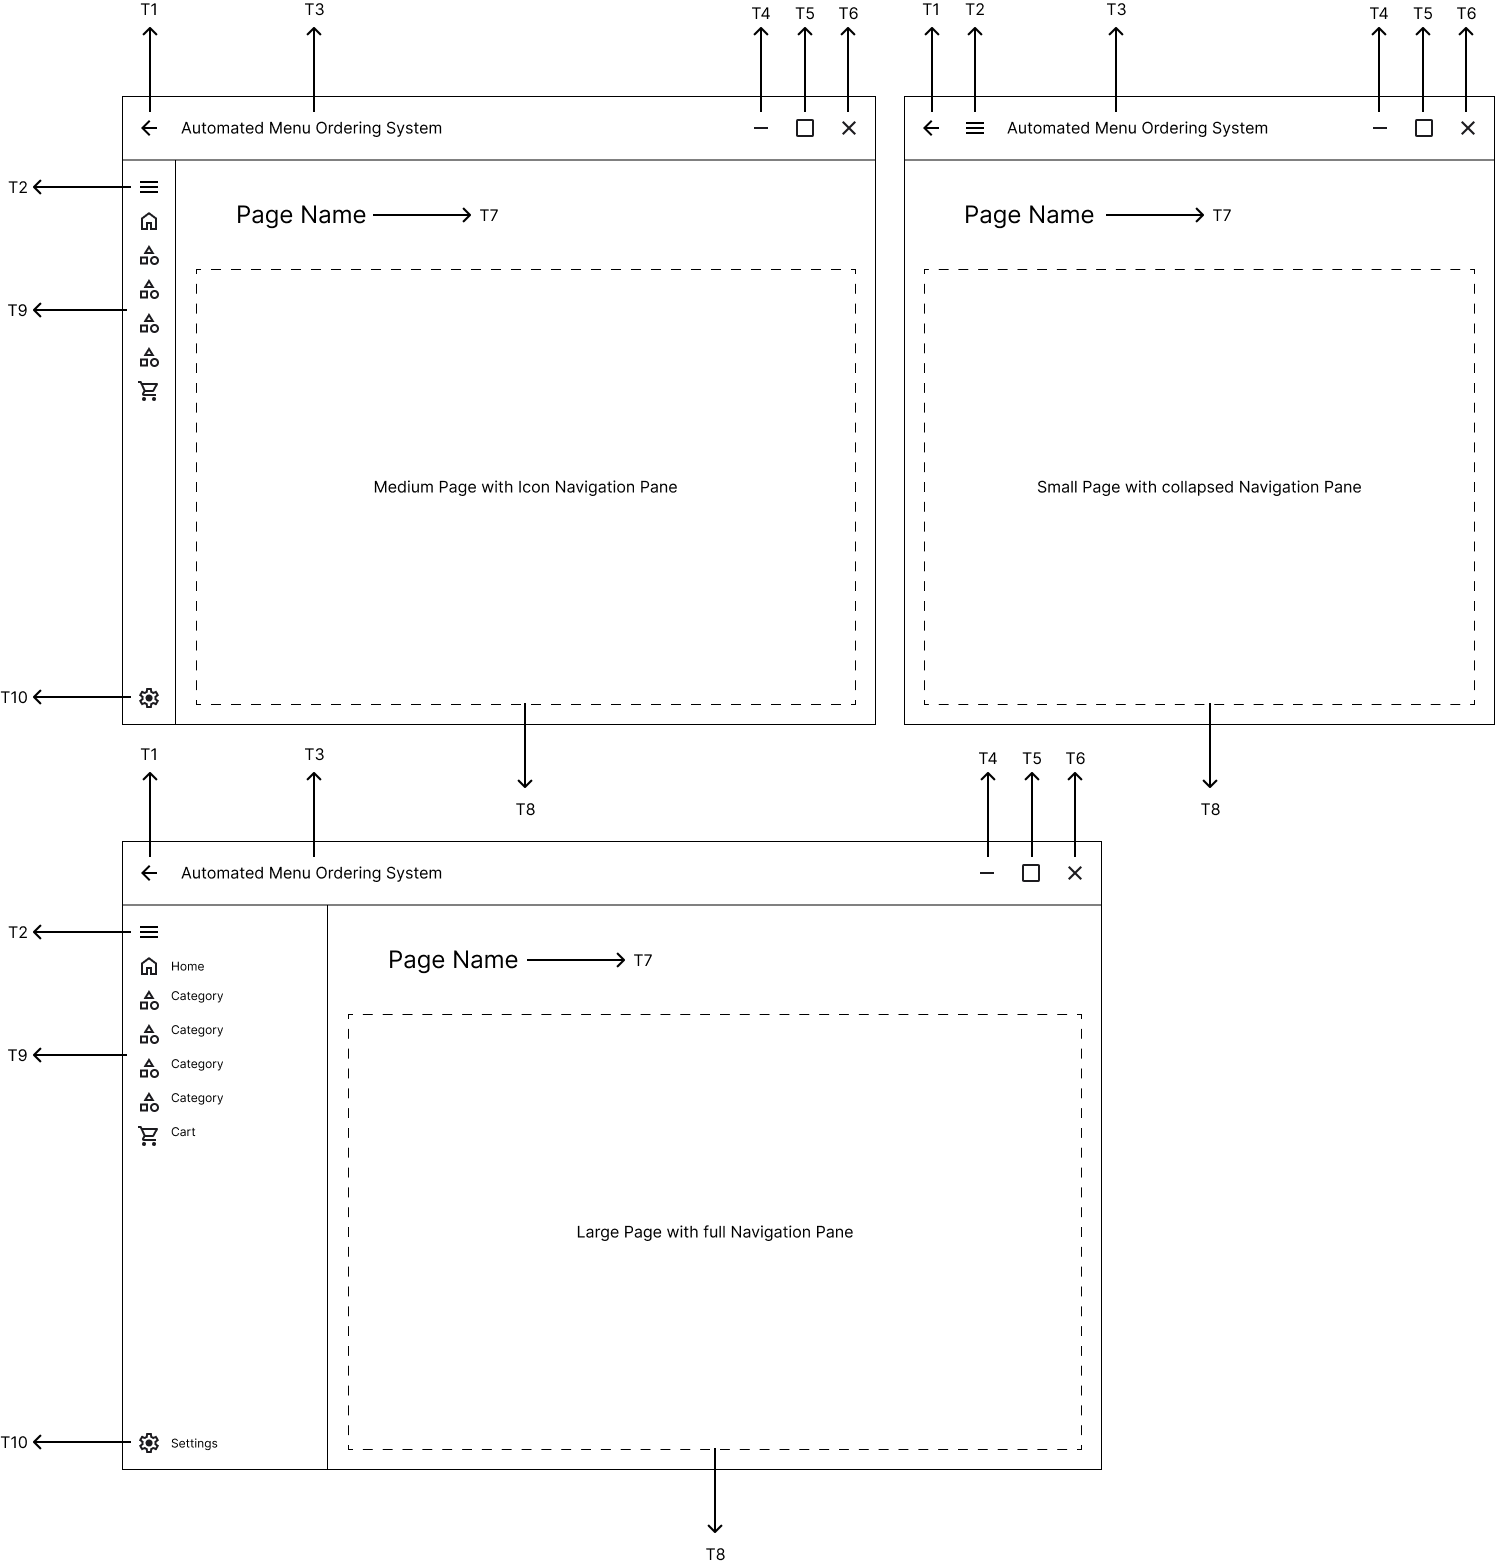 T1
T3
T4
T5
T6
Automated Menu Ordering System
T2
Page Name
T7
T9
Medium Page with Icon Navigation Pane
T10
T8
T1
T2
T3
T4
T5
T6
Automated Menu Ordering System
Page Name
T7
Small Page with collapsed Navigation Pane
T8
T1
T3
T4
T5
T6
Automated Menu Ordering System
T2
Page Name
T7
Home
Category
Category
T9
Category
Category
Cart
Large Page with full Navigation Pane
T10
Settings
T8